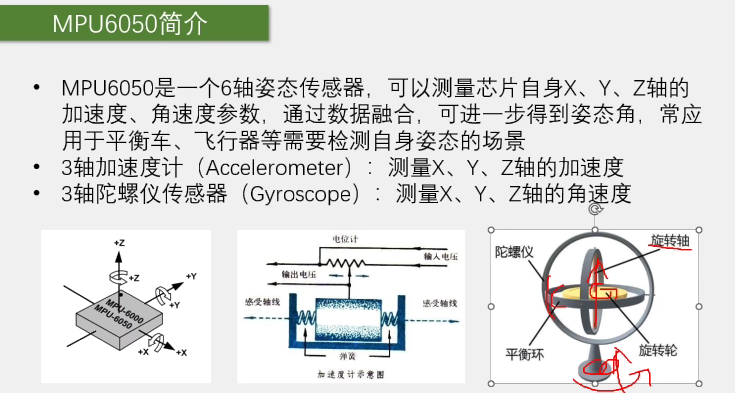 MPU6050简介
• MPU6050是一个6轴姿态传感器，可以测量芯片自身X、Y、Z轴的
加速度、角速度参数，通过数据融合，可进一步得到姿态角，常应
用于平衡车、飞行器等需要检测自身姿态的场景
• 3轴加速度计（Accelerometer）：测量X、Y、Z轴的加速度
• 3轴陀螺仪传感器（Gyroscope）：测量X、Y、Z轴的角速度
+Z
+Z
+Y
+Y
MPU-6000
MPU-6050
+X
+X
电位计
输入电压
输出电压
感受轴线
感受轴线
弹簧
加速度计示意图
陀螺仪
旋转轴
平衡环
旋转轮